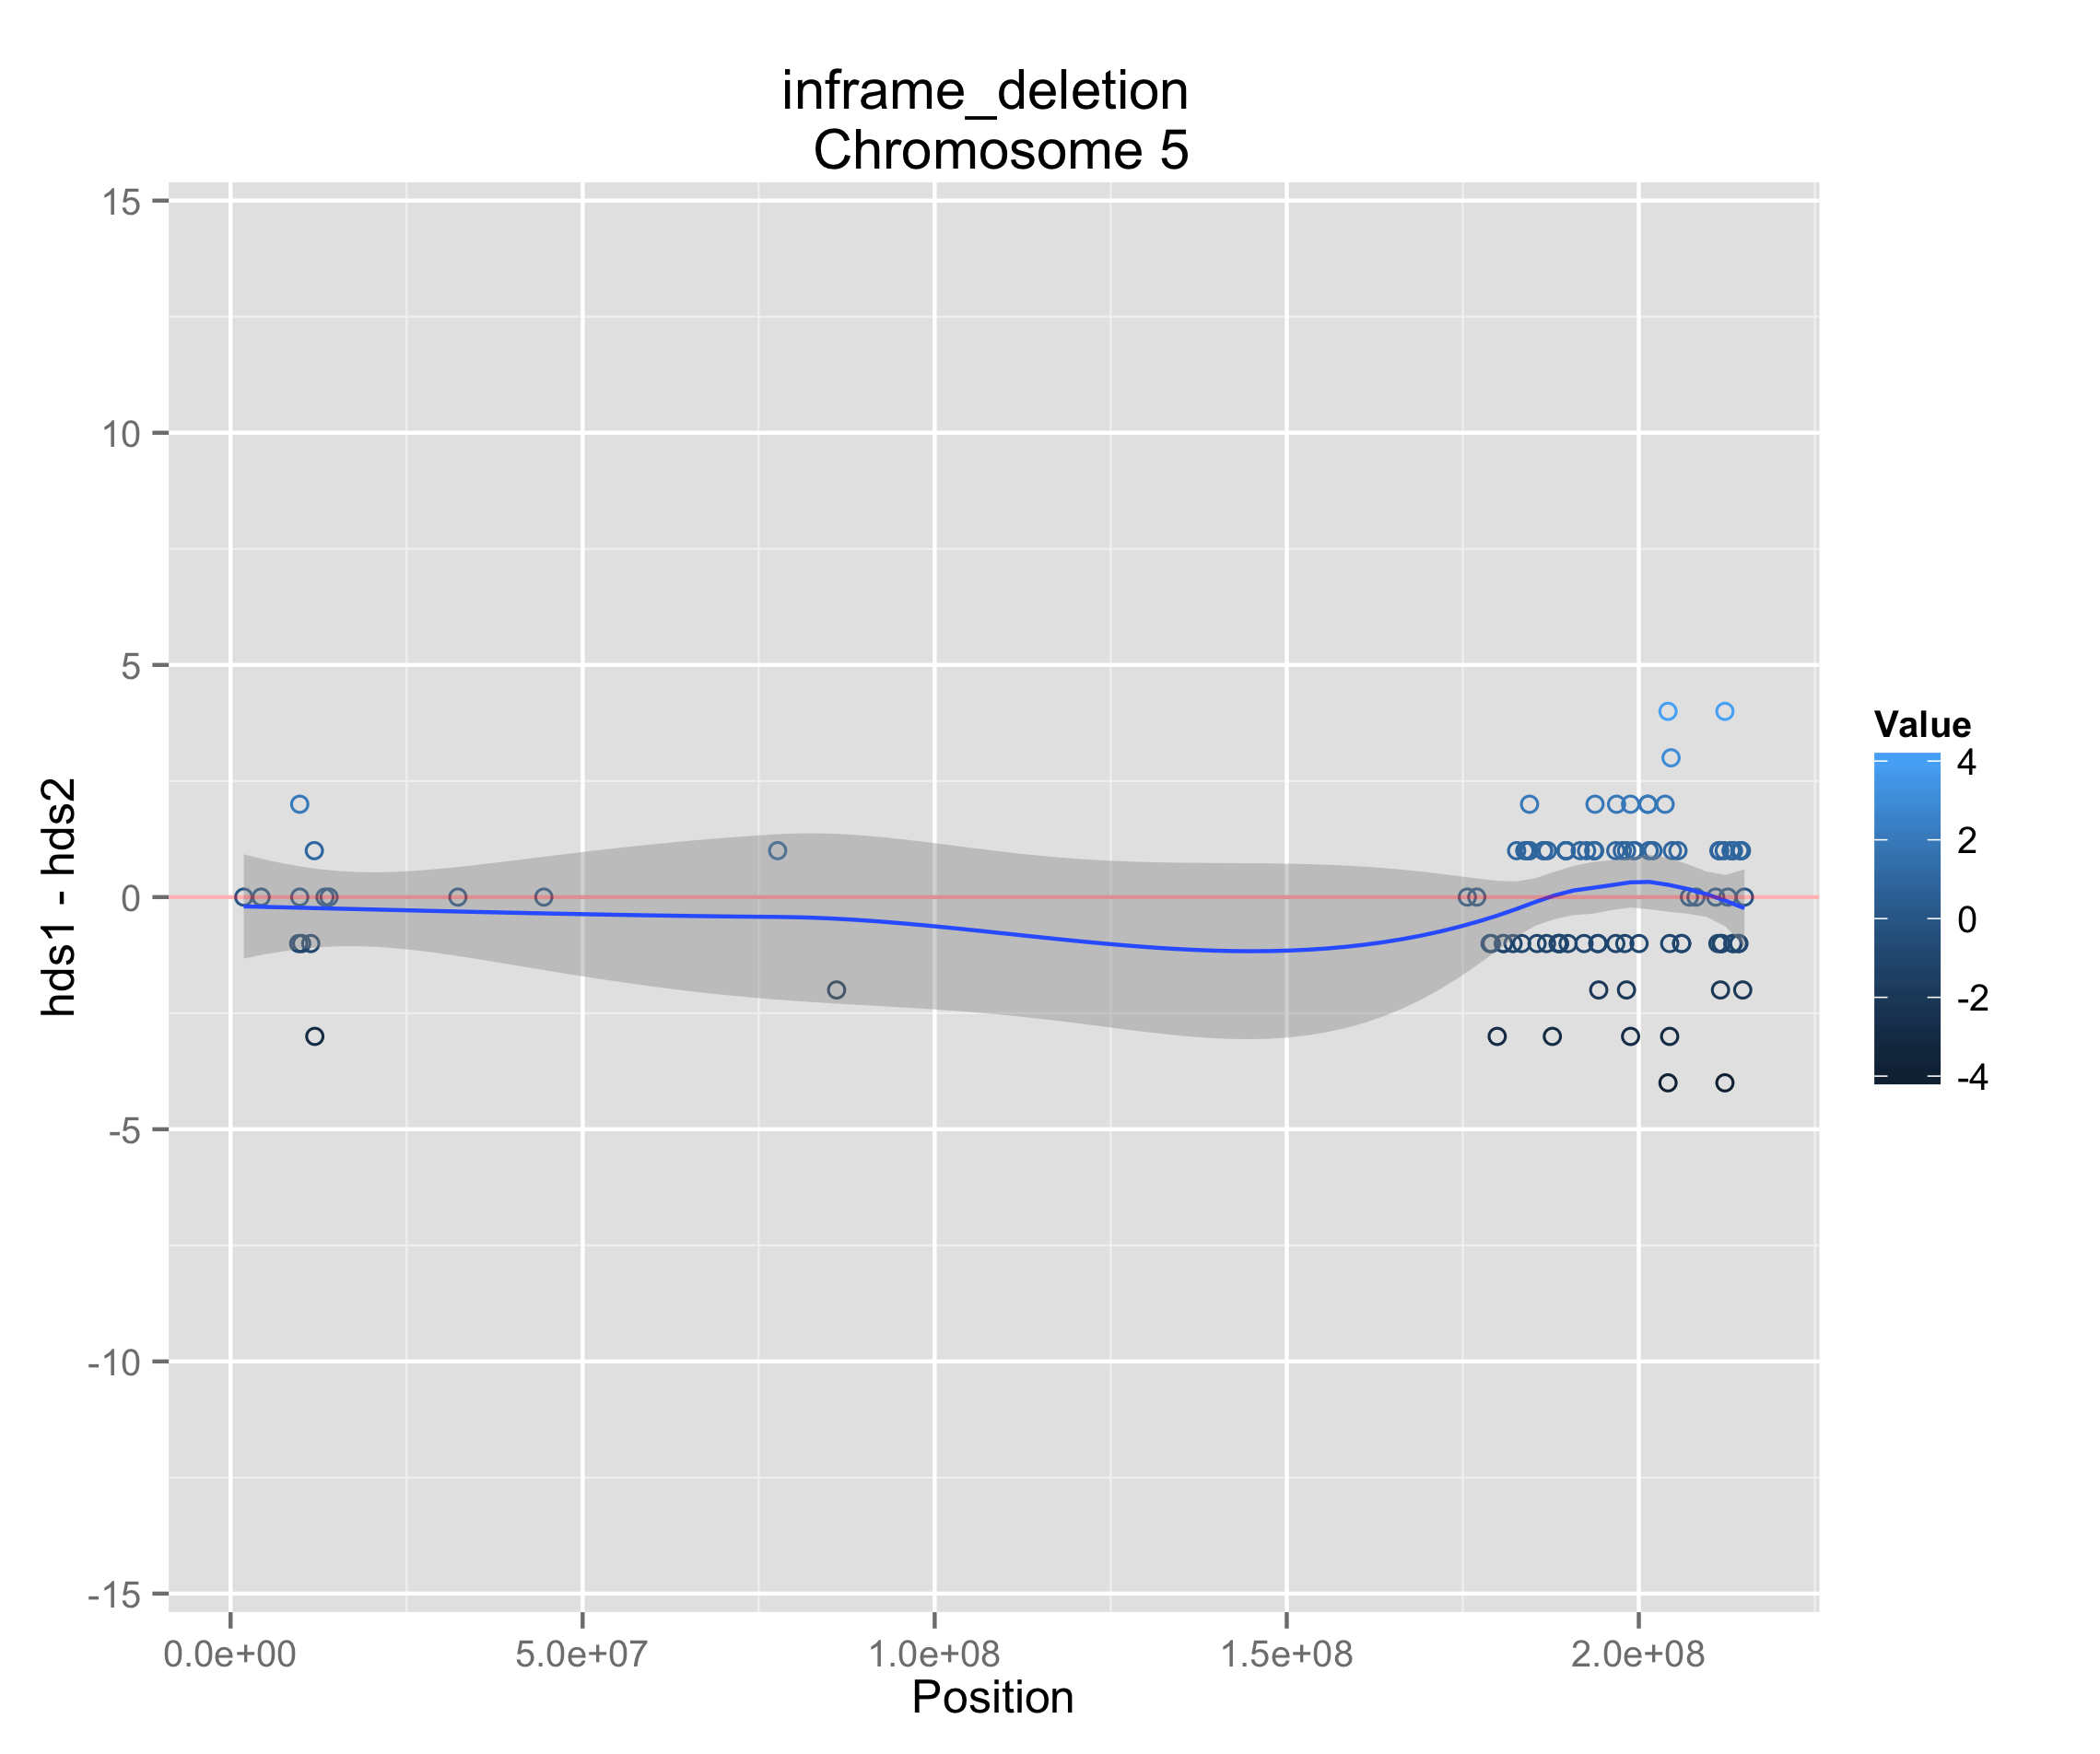 inframe_deletion
Chromosome 5
15
10
5
0
-5
-10
-15
hds1 - hds2
0.0e+00
5.0e+07
1.0e+08
1.5e+08
2.0e+08
Position
Value
4
2
0
-2
-4